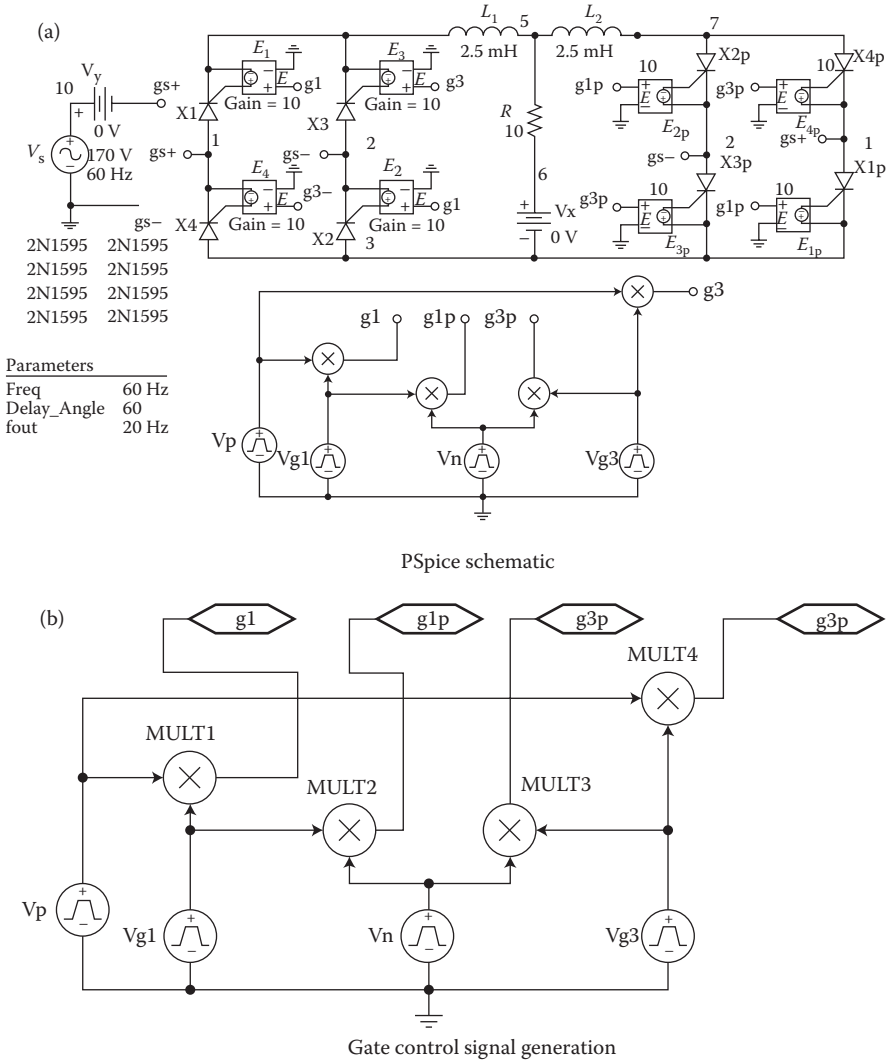 (a)
L1
5
L2
7
2.5 mH
2.5 mH
E1
E
g1
Gain = 10
X1
E3
E
g3
Gain = 10
X3
10
Vy
gs+
+
0 V
Vs
170 V
60 Hz
1
gs+
gs−
2
E4
E
g3−
Gain = 10
X4
E2
E
g1
Gain = 10
X2
3
gs−
R
10
6
Vx
0 V
X2p
g1p
10
E
E2p
X4p
g3p
10
E
E4p
gs+
1
gs−
2
X3p
g3p
10
E
E3p
X1p
g1p
10
E
E1p
2N1595 2N1595
2N1595 2N1595
2N1595 2N1595
2N1595 2N1595
Parameters
Freq 60 Hz
Delay_Angle 60
fout 20 Hz
g1
g1p
g3p
g3
Vp
Vg1
Vn
Vg3
PSpice schematic
(b)
g1
g1p
g3p
g3p
MULT4
MULT1
MULT2
MULT3
Vp
Vg1
Vn
Vg3
Gate control signal generation